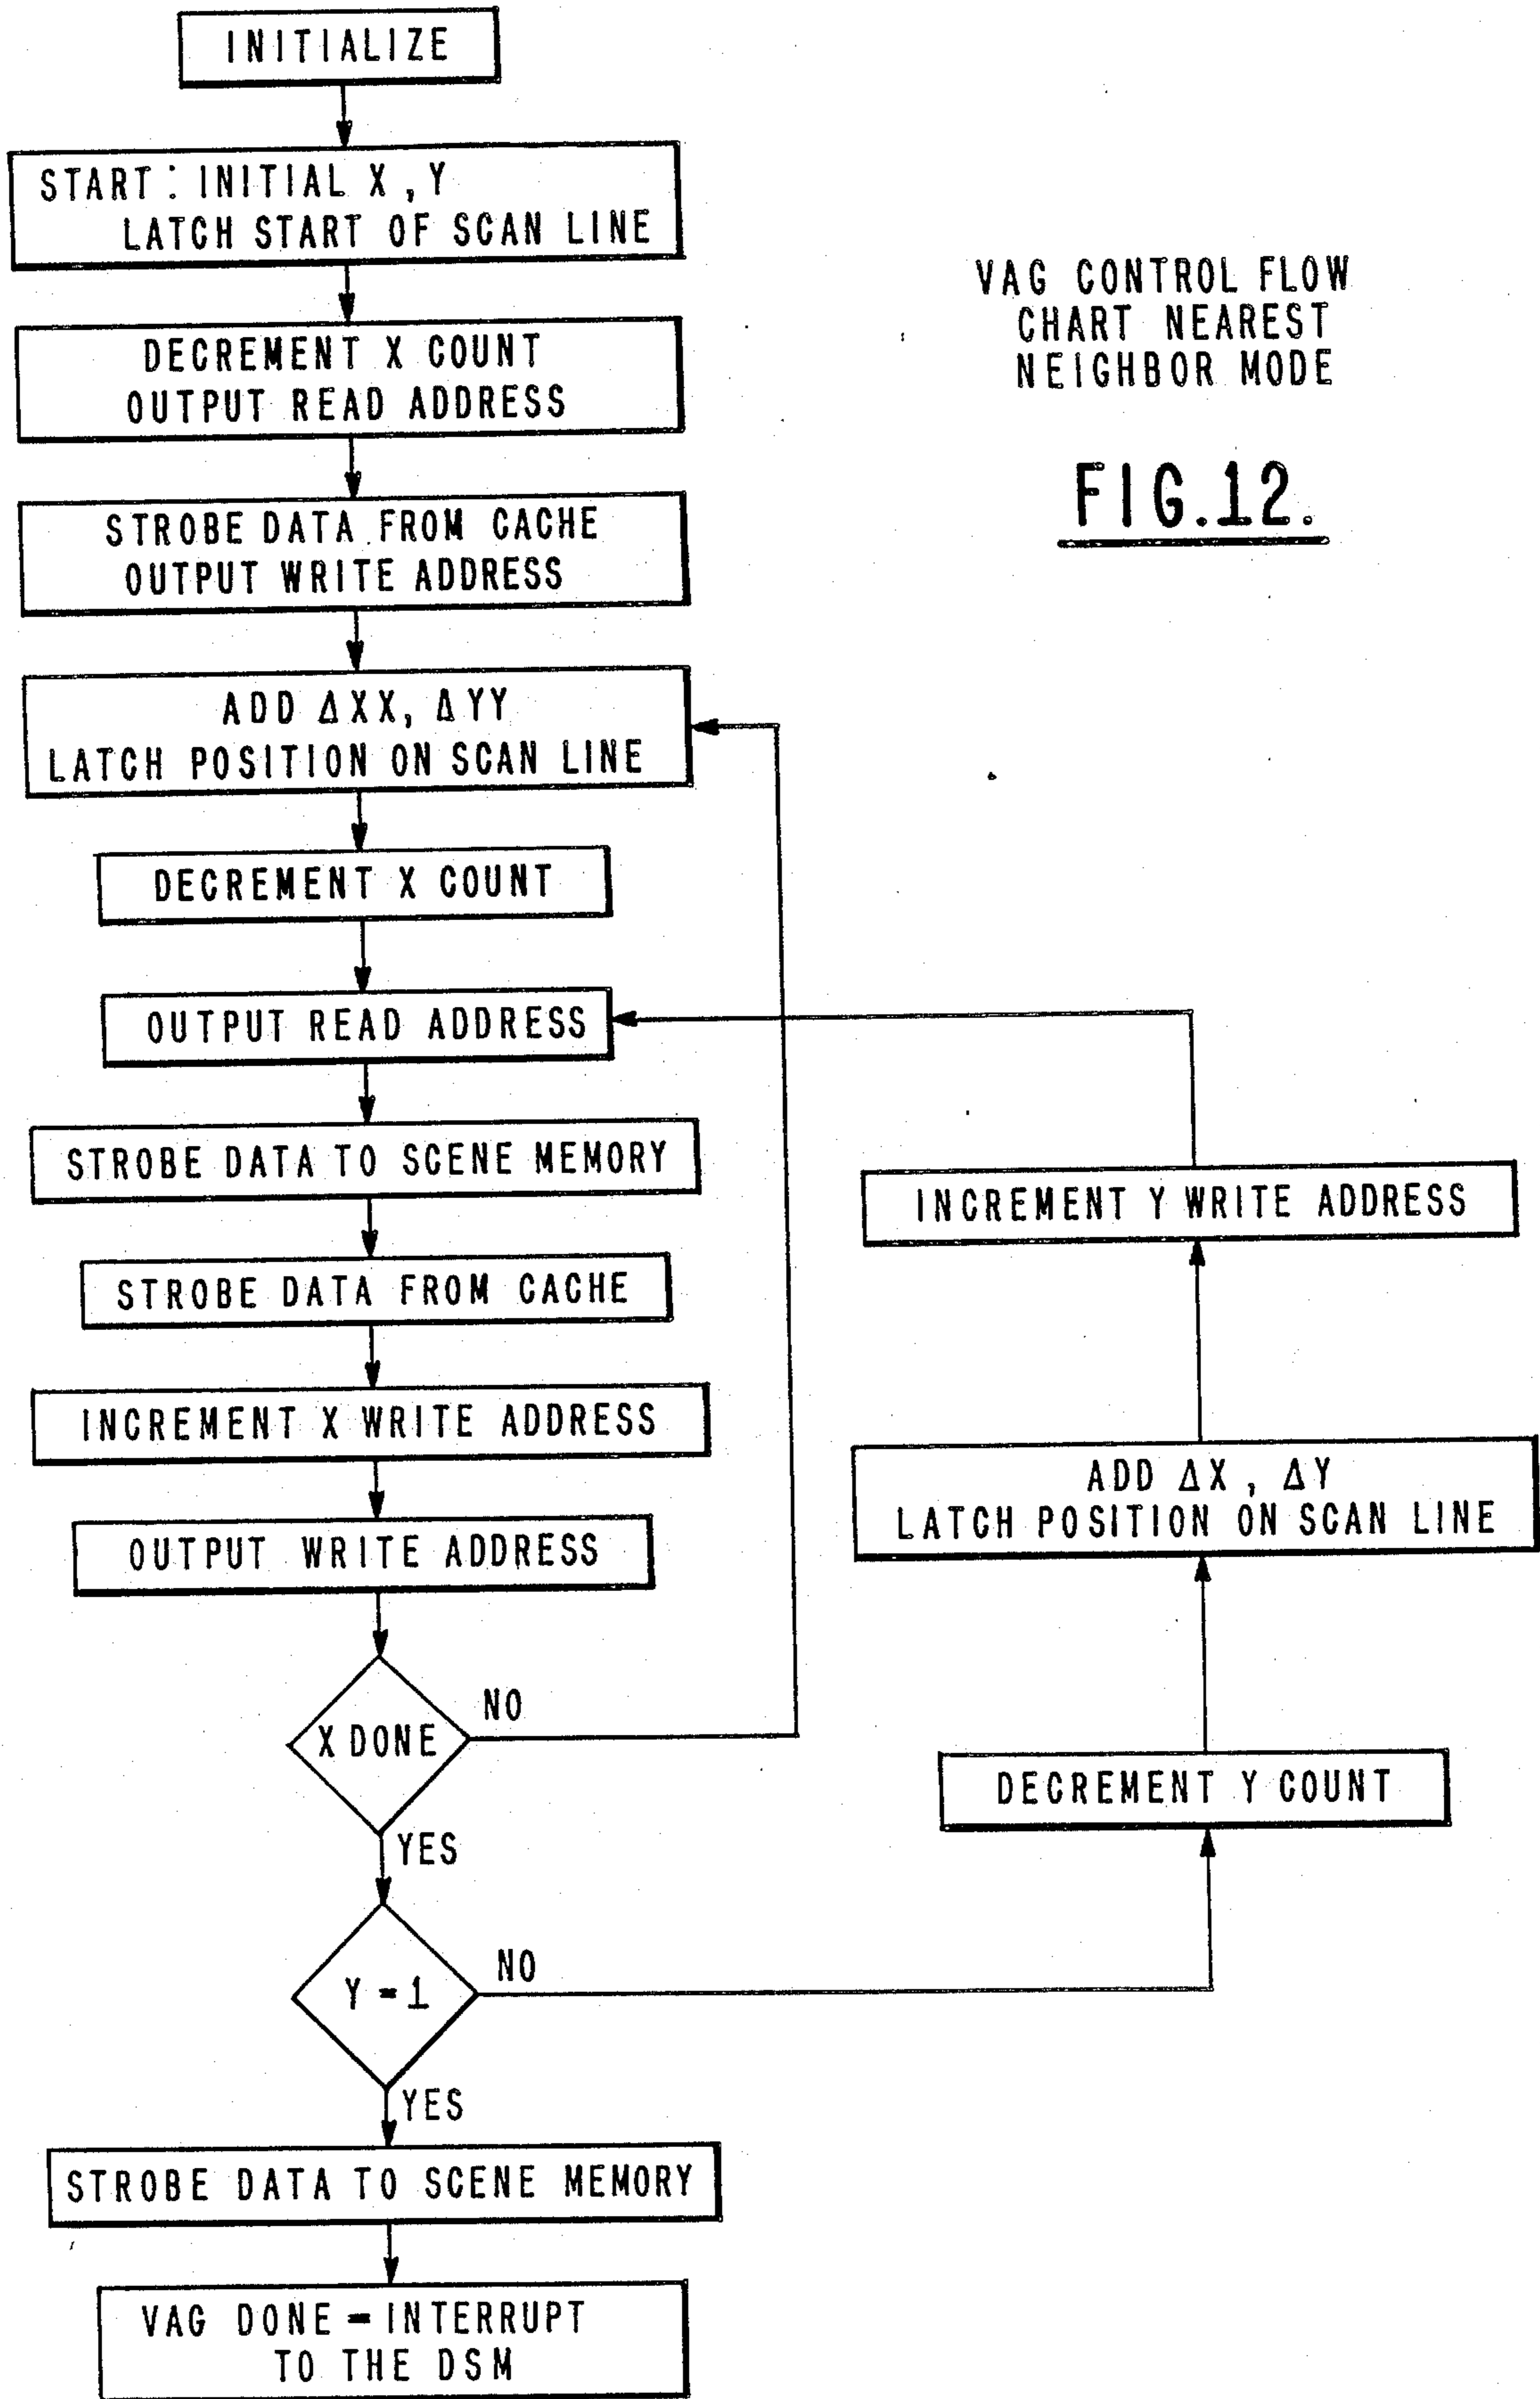 INITIALIZE
START: INITIAL X, Y
LATCH START OF SCAN LINE
DECREMENT X COUNT
OUTPUT READ ADDRESS
STROBE DATA FROM CACHE
OUTPUT WRITE ADDRESS
ADD ΔXX, ΔYY
LATCH POSITION ON SCAN LINE
DECREMENT X COUNT
OUTPUT READ ADDRESS
STROBE DATA TO SCENE MEMORY
STROBE DATA FROM CACHE
INCREMENT X WRITE ADDRESS
OUTPUT WRITE ADDRESS
X DONE
NO
YES
Y = 1
NO
YES
STROBE DATA TO SCENE MEMORY
VAG DONE - INTERRUPT
TO THE DSM
VAG CONTROL FLOW
CHART NEAREST
NEIGHBOR MODE
FIG.12.
INCREMENT Y WRITE ADDRESS
ADD ΔX, ΔY
LATCH POSITION ON SCAN LINE
DECREMENT Y COUNT